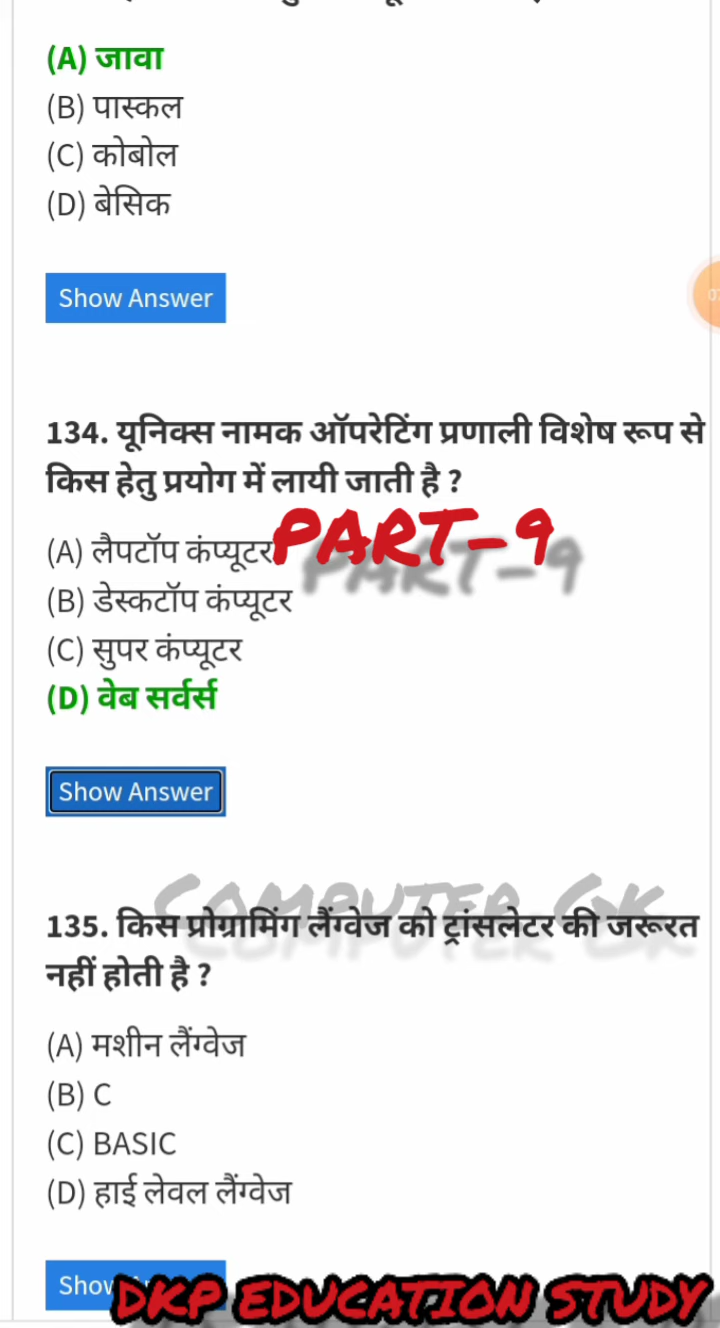 (A) जावा
(B) पास्कल
(C) कोबोल
(D) बेसिक
Show Answer
134. यूनिक्स नामक ऑपरेटिंग प्रणाली विशेष रूप से
किस हेतु प्रयोग में लायी जाती है ?
(A) लैपटॉप कंप्यूटर
PART-9
(B) डेस्कटॉप कंप्यूटर
(C) सुपर कंप्यूटर
(D) वेब सर्वर्स
Show Answer
COMPUTER GK
135. किस प्रोग्रामिंग लैंग्वेज को ट्रांसलेटर की जरूरत
नहीं होती है ?
(A) मशीन लैंग्वेज
(B) C
(C) BASIC
(D) हाई लेवल लैंग्वेज
DKP EDUCATION STUDY